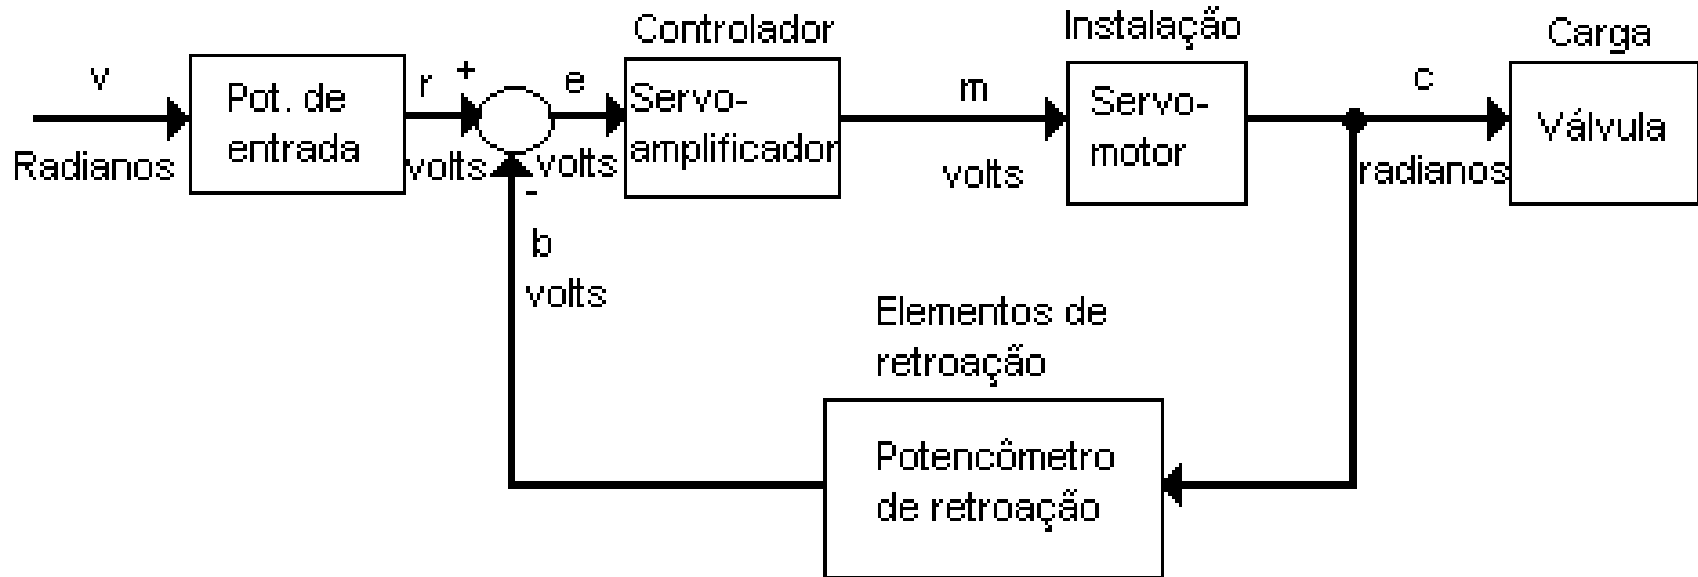 v
Radianos
Pot. de
entrada
r
+
volts
-
e
volts
b
volts
Controlador
Servo-
amplificador
m
volts
Instalação
Servo-
motor
c
radianos
Carga
Válvula
Elementos de
retroação
Potencômetro
de retroação